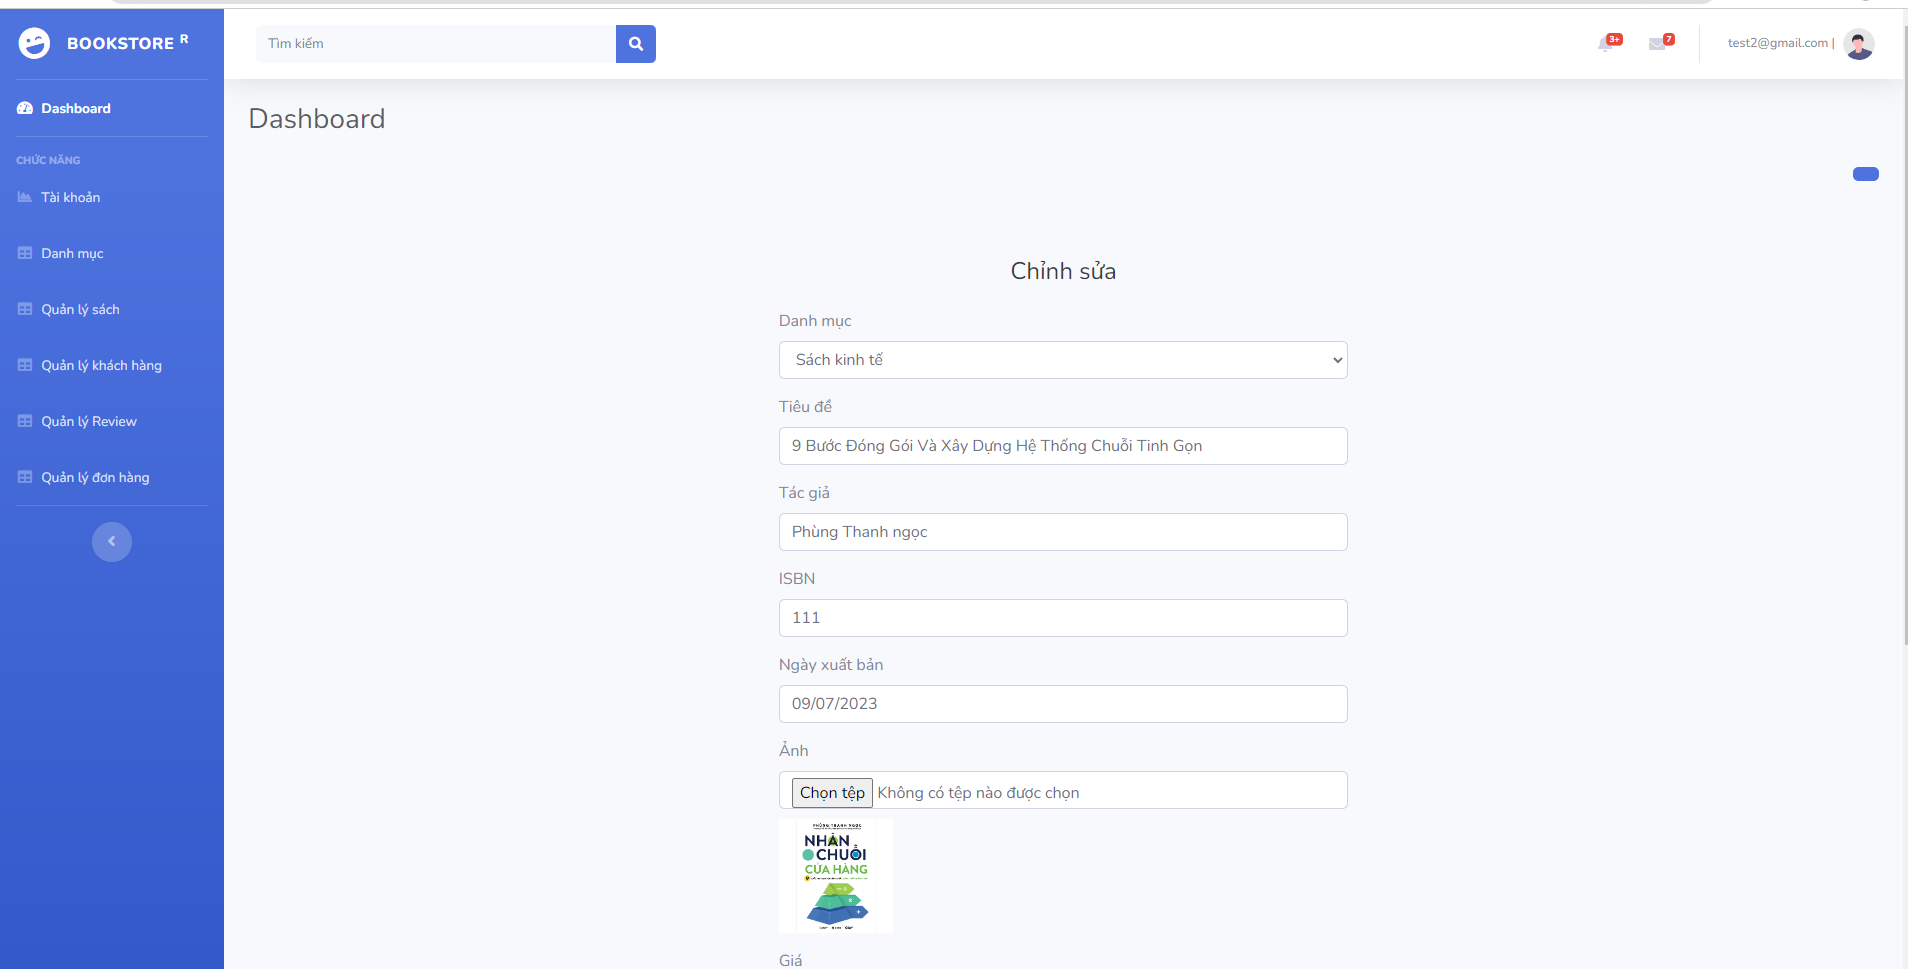 BOOKSTORE R
Tìm kiếm
3+
7
test2@gmail.com |
Dashboard
CHỨC NĂNG
Tài khoản
Danh mục
Quản lý sách
Quản lý khách hàng
Quản lý Review
Quản lý đơn hàng
Dashboard
Chỉnh sửa
Danh mục
Sách kinh tế
Tiêu đề
9 Bước Đóng Gói Và Xây Dựng Hệ Thống Chuỗi Tinh Gọn
Tác giả
Phùng Thanh ngọc
ISBN
111
Ngày xuất bản
09/07/2023
Ảnh
Chọn tệp Không có tệp nào được chọn
PHÙNG THANH NGỌC
NHÂN
CHUỖI
CỬA HÀNG
Giá